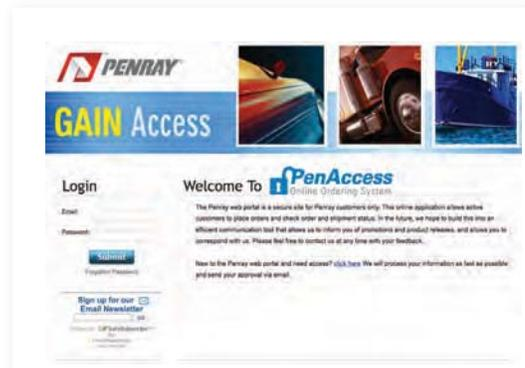 PENRAY
GAIN Access
Login
Email:
Password:
Submit
Forgotten Password
Sign up for our
Email Newsletter
GO
Welcome To PenAccess
Online Ordering System
The Penray web portal is a secure site for Penray customers only. This online application allows active
customers to place orders and check order and shipment status. In the future, we hope to build this into an
efficient communication tool that allows us to inform you of promotions and product releases, and allows you to
correspond with us. Please feel free to contact us at any time with your feedback.
New to the Penray web portal and need access? click here We will process your information as fast as possible
and send your approval via email.